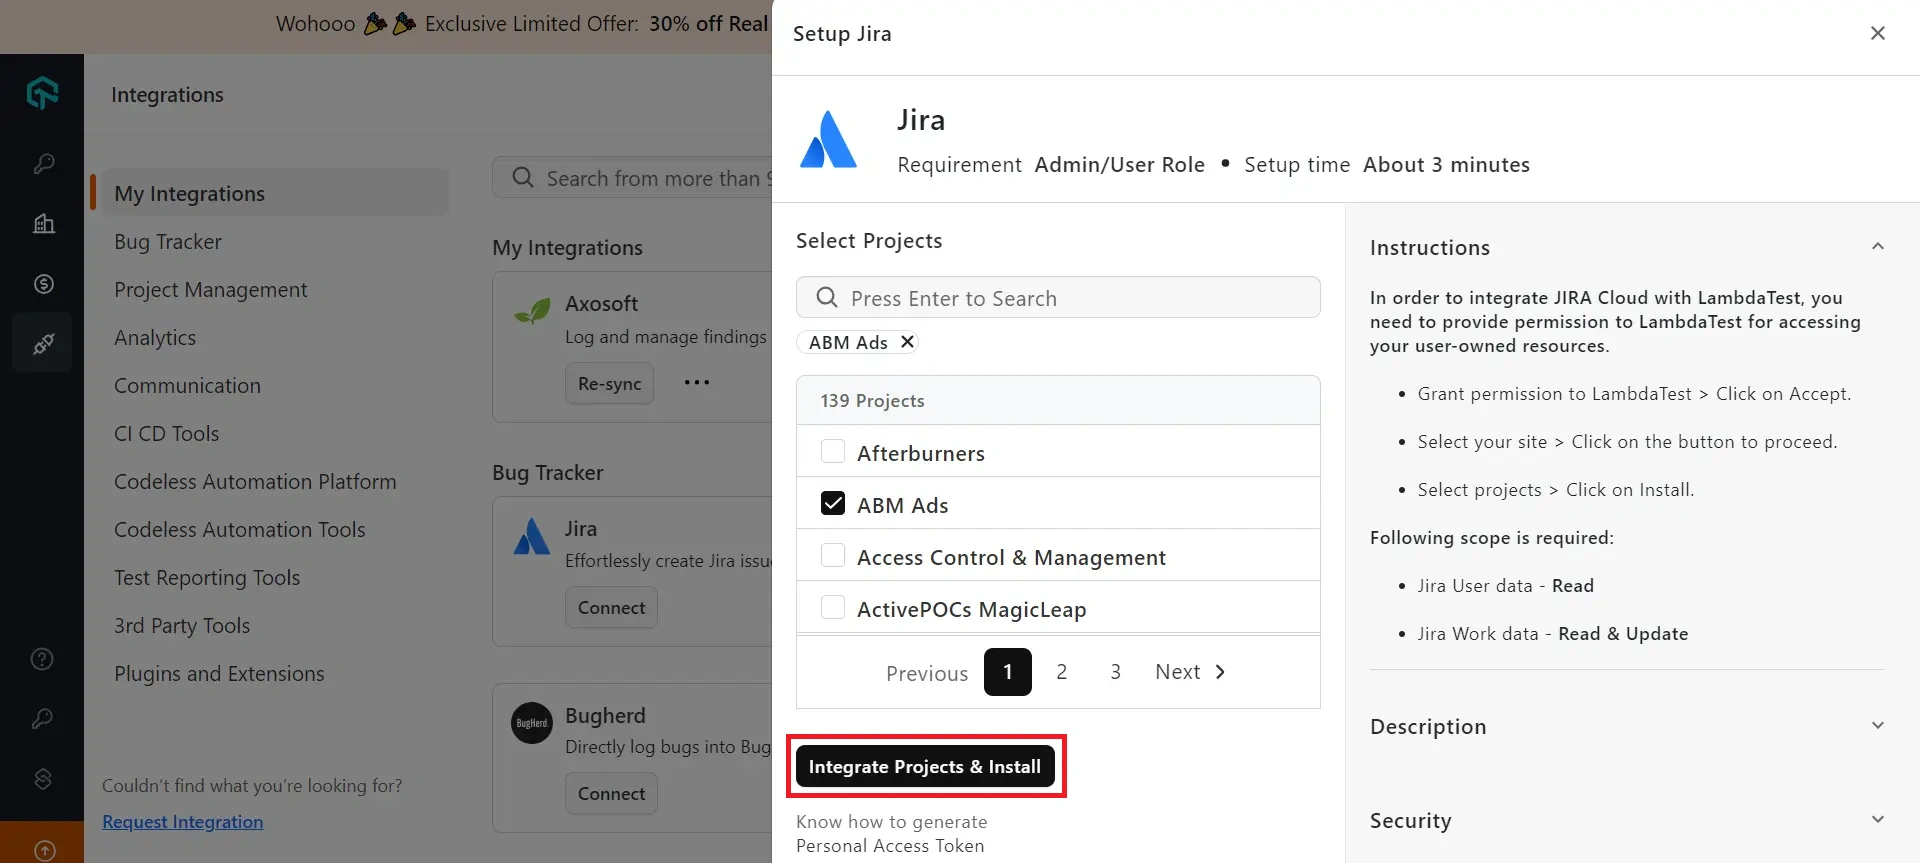 Wohooo 🎉 🎉 Exclusive Limited Offer: 30% off Real
Integrations
My Integrations
Bug Tracker
Project Management
Analytics
Communication
CI CD Tools
Codeless Automation Platform
Codeless Automation Tools
Test Reporting Tools
3rd Party Tools
Plugins and Extensions
Couldn't find what you're looking for?
Request Integration
Search from more than 9
My Integrations
Axosoft
Log and manage findings
Re-sync
Bug Tracker
Jira
Effortlessly create Jira issu
Connect
BugHerd
Bugherd
Directly log bugs into Bug
Connect
Setup Jira
Jira
Requirement Admin/User Role • Setup time About 3 minutes
Select Projects
Press Enter to Search
ABM Ads
139 Projects
Afterburners
ABM Ads
Access Control & Management
ActivePOCs MagicLeap
Previous 1 2 3 Next
Integrate Projects & Install
Know how to generate
Personal Access Token
Instructions
In order to integrate JIRA Cloud with LambdaTest, you
need to provide permission to LambdaTest for accessing
your user-owned resources.
• Grant permission to LambdaTest > Click on Accept.
• Select your site > Click on the button to proceed.
• Select projects > Click on Install.
Following scope is required:
• Jira User data - Read
• Jira Work data - Read & Update
Description
Security